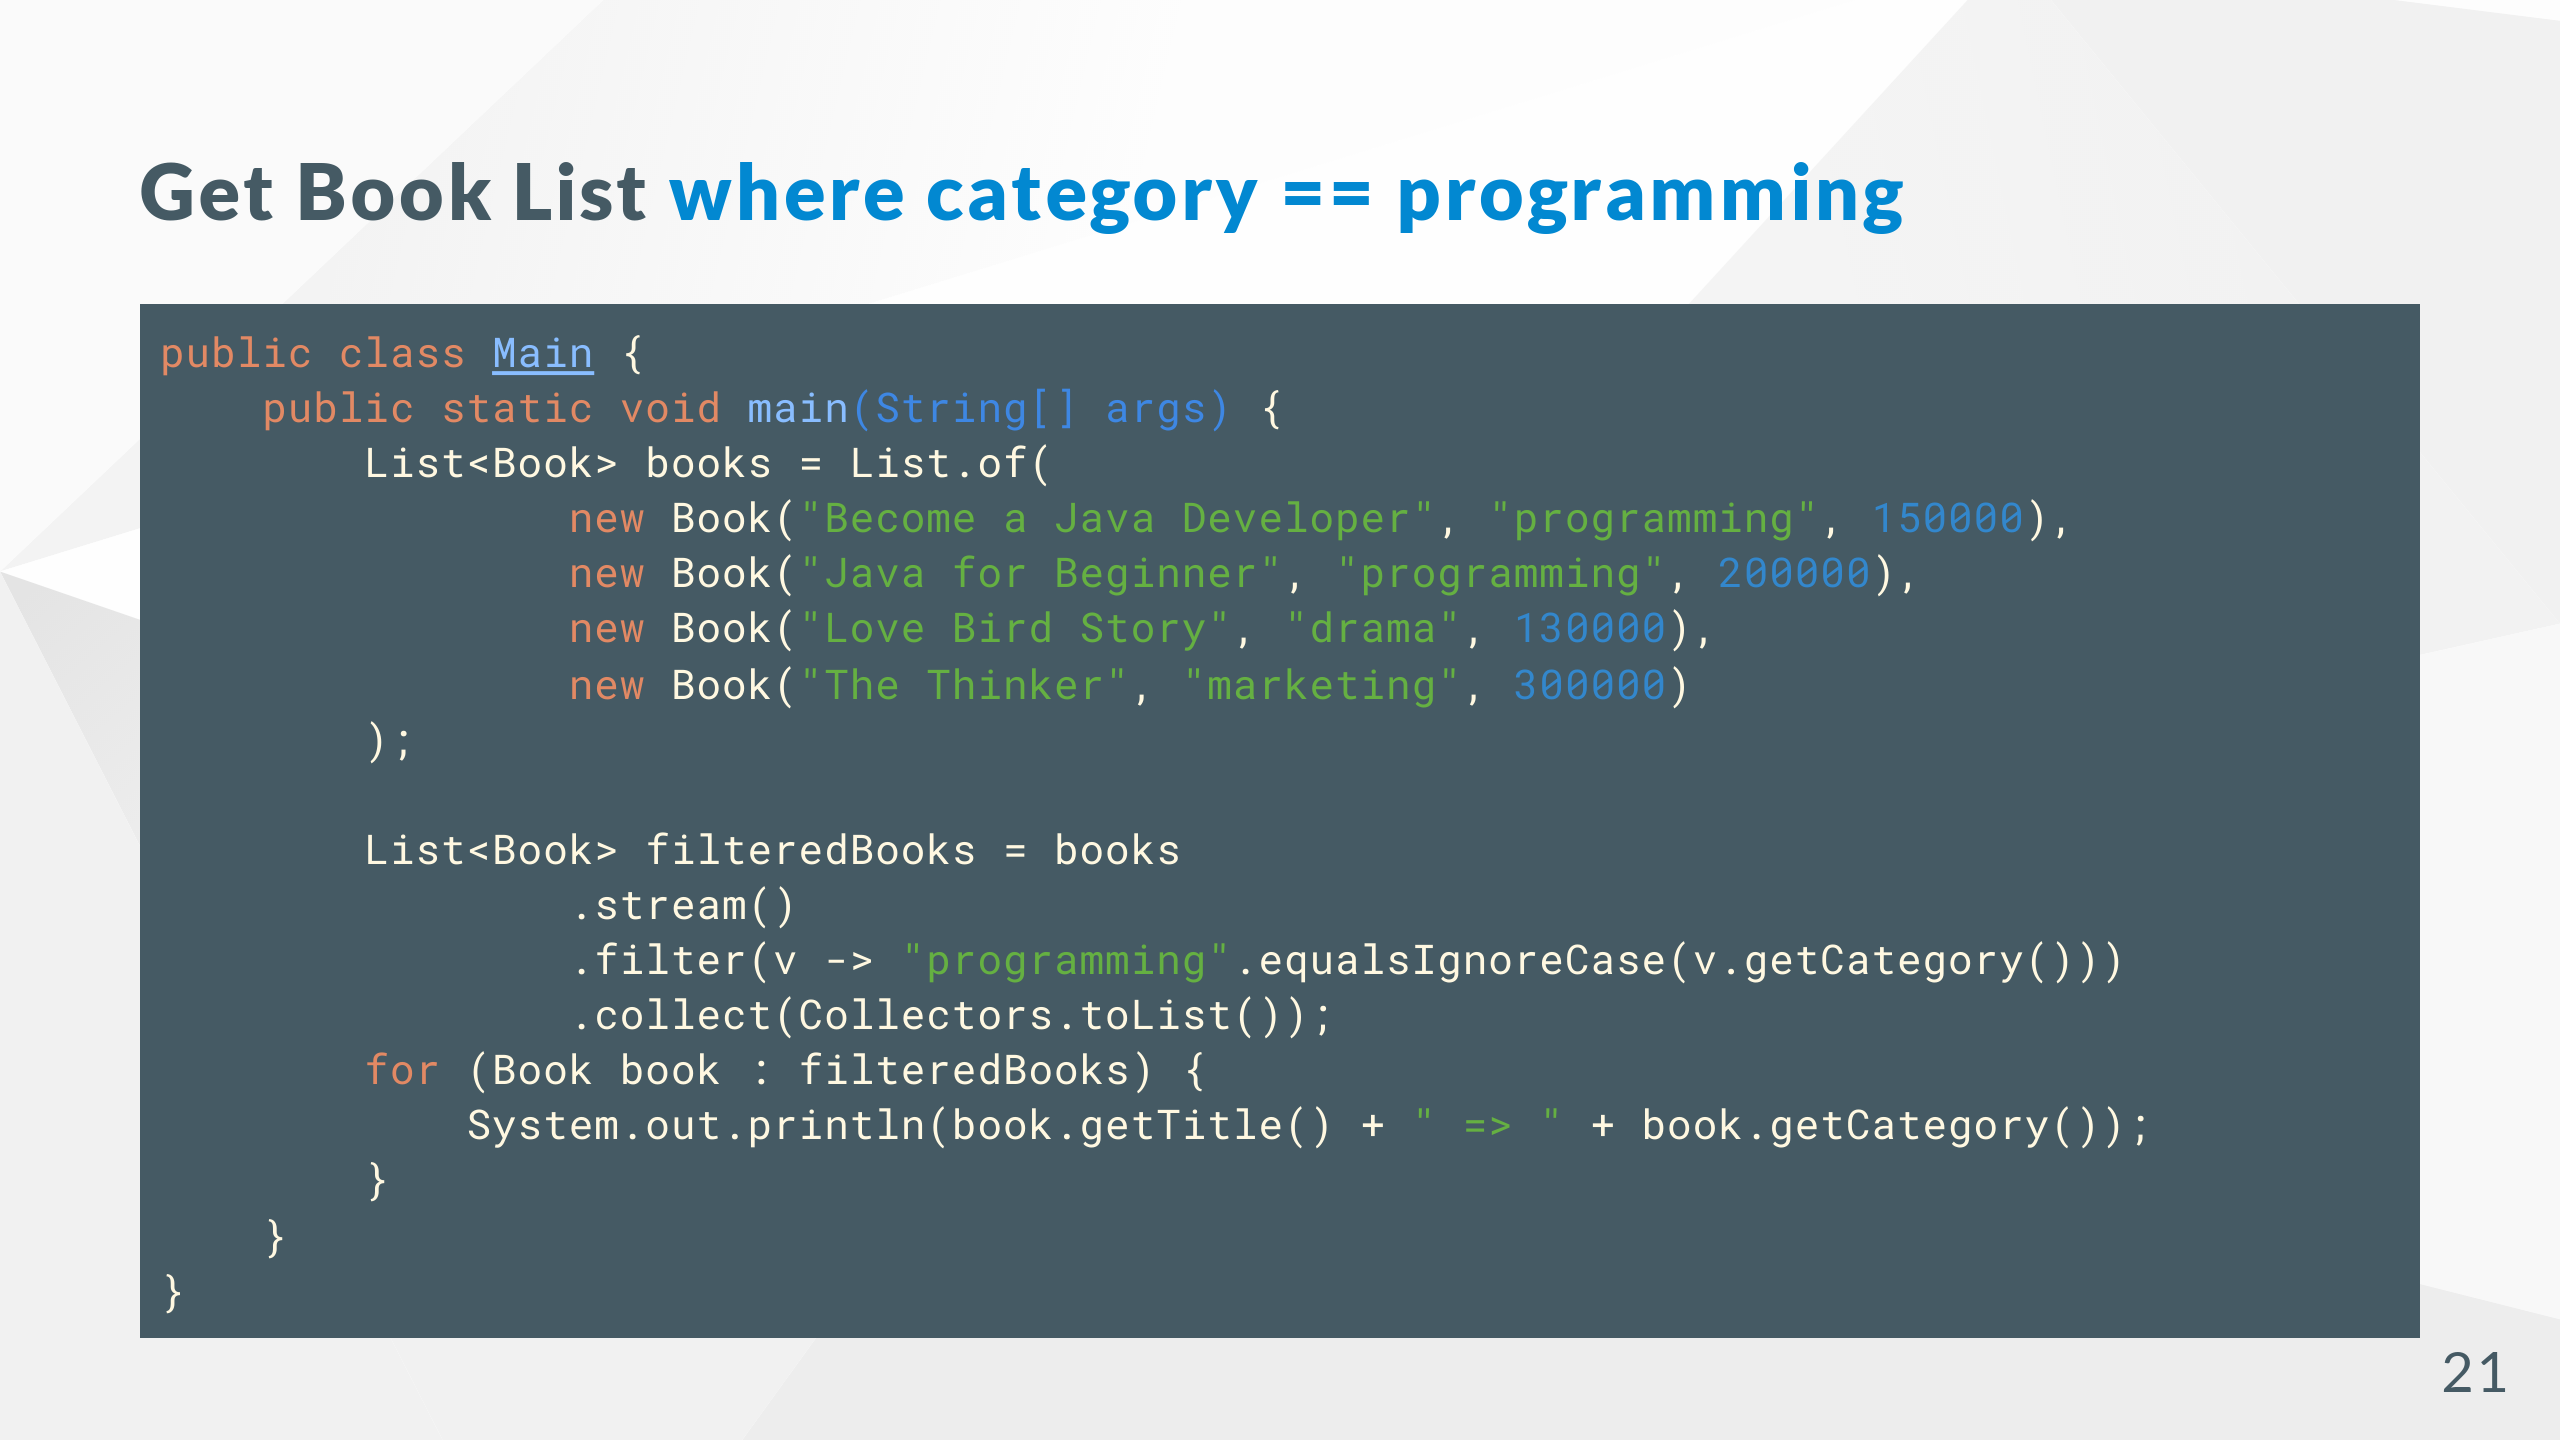 Get Book List where category == programming
public class Main {
    public static void main(String[] args) {
        List<Book> books = List.of(
                new Book("Become a Java Developer", "programming", 150000),
                new Book("Java for Beginner", "programming", 200000),
                new Book("Love Bird Story", "drama", 130000),
                new Book("The Thinker", "marketing", 300000)
        );
        List<Book> filteredBooks = books
                .stream()
                .filter(v -> "programming".equalsIgnoreCase(v.getCategory()))
                .collect(Collectors.toList());
        for (Book book : filteredBooks) {
            System.out.println(book.getTitle() + " => " + book.getCategory());
        }
    }
}
21